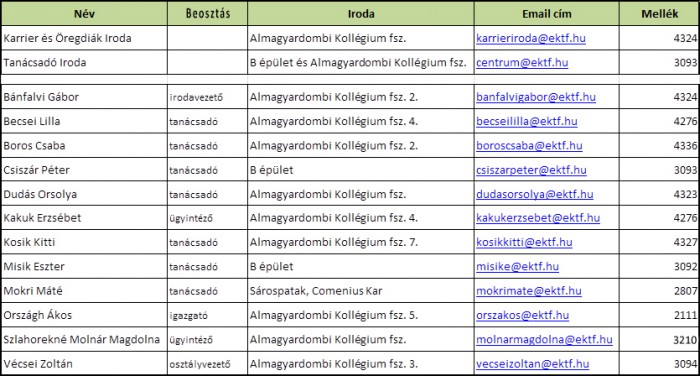 Név Beosztás Iroda Email cím Mellék
Karrier és Öregdiák Iroda Almagyardombi Kollégium fsz. karrieriroda@ektf.hu 4324
Tanácsadó Iroda B épület és Almagyardombi Kollégium fsz. centrum@ektf.hu 3093
Bánfalvi Gábor irodavezető Almagyardombi Kollégium fsz. 2. banfalvigabor@ektf.hu 4324
Becsei Lilla tanácsadó Almagyardombi Kollégium fsz. 4. becseililla@ektf.hu 4276
Boros Csaba tanácsadó Almagyardombi Kollégium fsz. 2. boroscsaba@ektf.hu 4336
Csiszár Péter tanácsadó B épület csiszarpeter@ektf.hu 3093
Dudás Orsolya tanácsadó Almagyardombi Kollégium fsz. dudasorsolya@ektf.hu 4323
Kakuk Erzsébet ügyintéző Almagyardombi Kollégium fsz. 4. kakukerzsebet@ektf.hu 4276
Kosik Kitti tanácsadó Almagyardombi Kollégium fsz. 7. kosikkitti@ektf.hu 4327
Misik Eszter tanácsadó B épület misike@ektf.hu 3092
Mokri Máté tanácsadó Sárospatak, Comenius Kar mokrimate@ektf.hu 2807
Országh Ákos igazgató Almagyardombi Kollégium fsz. 5. orszakos@ektf.hu 2111
Szlahorekné Molnár Magdolna ügyintéző Almagyardombi Kollégium fsz. molnarmagdolna@ektf.hu 3210
Vécsei Zoltán osztályvezető Almagyardombi Kollégium fsz. 3. vecseizoltan@ektf.hu 3094